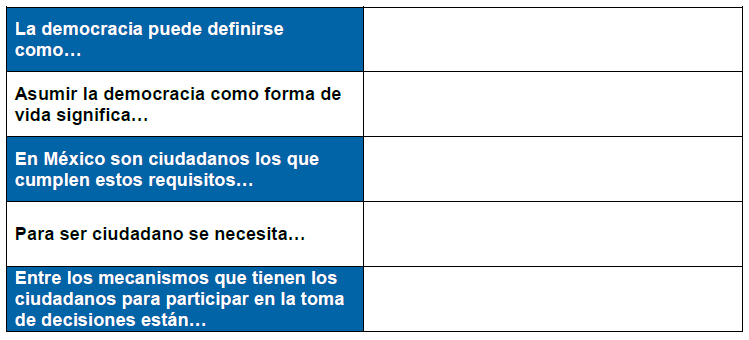 La democracia puede definirse
como…
Asumir la democracia como forma de
vida significa…
En México son ciudadanos los que
cumplen estos requisitos…
Para ser ciudadano se necesita…
Entre los mecanismos que tienen los
ciudadanos para participar en la toma
de decisiones están…